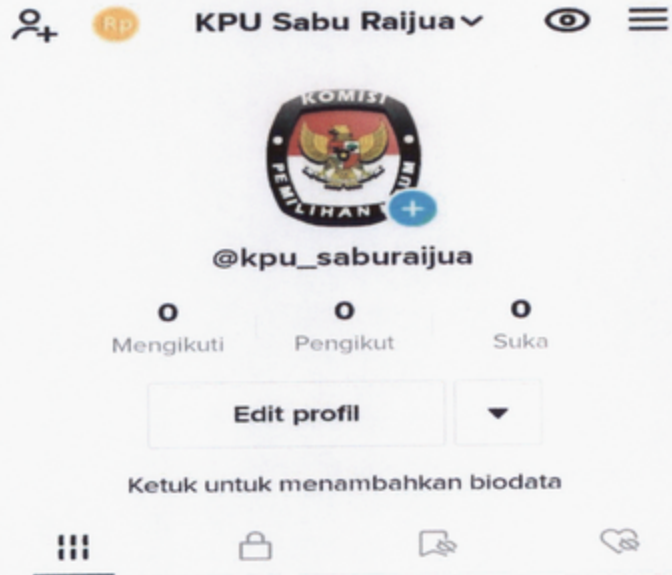 Rp KPU Sabu Raijua
KOMISI
PEMILIHAN UMUM
@kpu_saburaijua
0 0 0
Mengikuti Pengikut Suka
Edit profil
Ketuk untuk menambahkan biodata